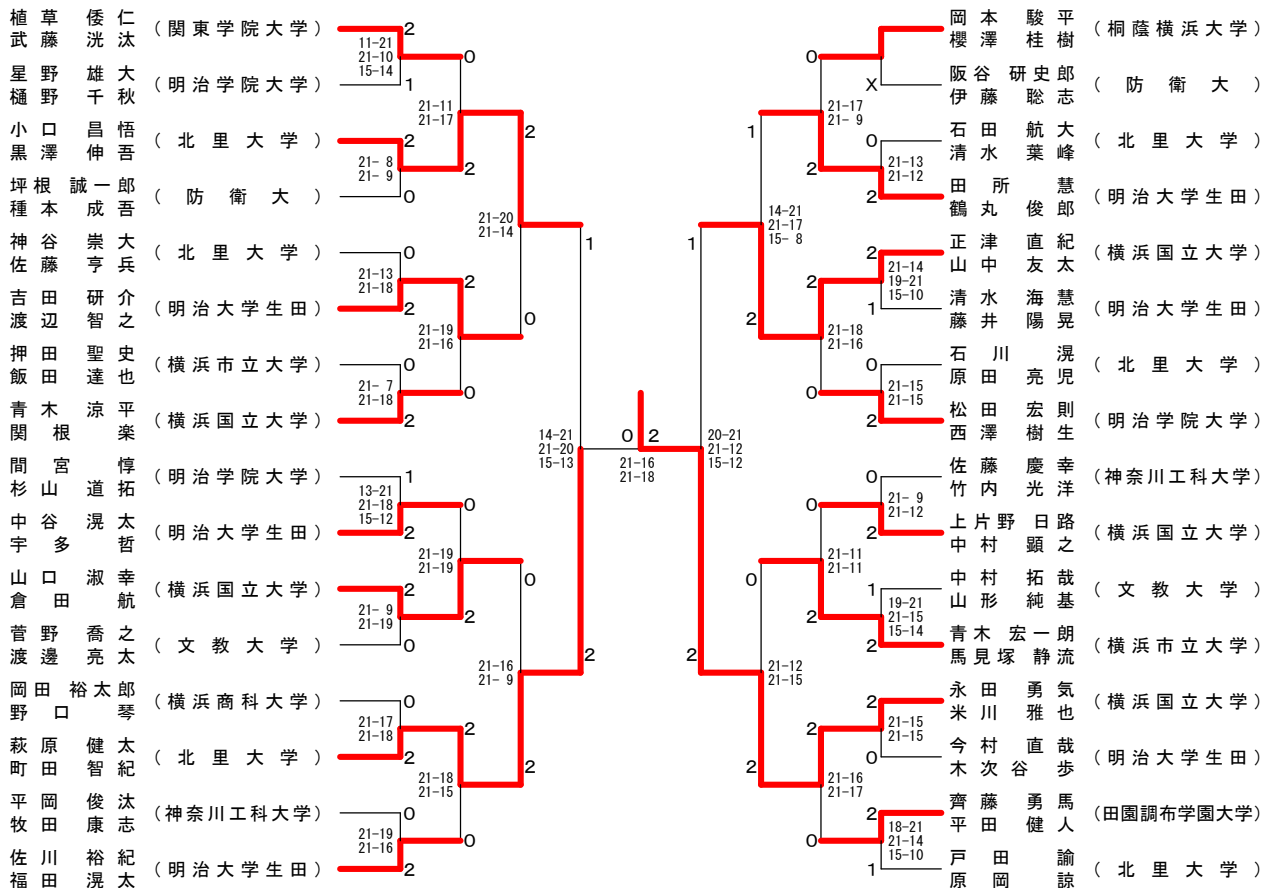 植草 倭仁
武藤 洸汰
(関東学院大学)
2
11-21
21-10
15-14
0
星野 雄大
樋野 千秋
(明治学院大学)
1
21-11
21-17
2
小口 昌悟
黒澤 伸吾
(北里大学)
2
21- 8
21- 9
2
坪根 誠一郎
種本 成吾
(防衛大)
0
21-20
21-14
1
神谷 崇大
佐藤 亨兵
(北里大学)
0
21-13
21-18
2
吉田 研介
渡辺 智之
(明治大学生田)
2
21-19
21-16
0
押田 聖史
飯田 達也
(横浜市立大学)
0
21- 7
21-18
0
青木 涼平
関根 楽
(横浜国立大学)
2
14-21
21-20
15-13
0
2
21-16
21-18
間宮 惇
杉山 道拓
(明治学院大学)
1
13-21
21-18
15-12
0
中谷 滉太
宇多 哲
(明治大学生田)
2
21-19
21-19
0
山口 淑幸
倉田 航
(横浜国立大学)
2
21- 9
21-19
2
菅野 喬之
渡邊 亮太
(文教大学)
0
21-16
21- 9
2
岡田 裕太郎
野口 琴
(横浜商科大学)
0
21-17
21-18
2
萩原 健太
町田 智紀
(北里大学)
2
21-18
21-15
2
平岡 俊汰
牧田 康志
(神奈川工科大学)
0
21-19
21-16
0
佐川 裕紀
福田 滉太
(明治大学生田)
2
岡本 駿平
櫻澤 桂樹
(桐蔭横浜大学)
0
阪谷 研史郎
伊藤 聡志
(防衛大)
X
1
21-17
21- 9
石田 航大
清水 葉峰
(北里大学)
0
2
21-13
21-12
田所 慧
鶴丸 俊郎
(明治大学生田)
2
1
14-21
21-17
15- 8
正津 直紀
山中 友太
(横浜国立大学)
2
2
21-14
19-21
15-10
清水 海慧
藤井 陽晃
(明治大学生田)
1
2
21-18
21-16
石川 滉
原田 亮児
(北里大学)
0
0
21-15
21-15
松田 宏則
西澤 樹生
(明治学院大学)
2
20-21
21-12
15-12
佐藤 慶幸
竹内 光洋
(神奈川工科大学)
0
0
21- 9
21-12
上片野 日路
中村 顕之
(横浜国立大学)
2
0
21-11
21-11
中村 拓哉
山形 純基
(文教大学)
1
2
19-21
21-15
15-14
青木 宏一朗
馬見塚 静流
(横浜市立大学)
2
2
21-12
21-15
永田 勇気
米川 雅也
(横浜国立大学)
2
2
21-15
21-15
今村 直哉
木次谷 歩
(明治大学生田)
0
2
21-16
21-17
齊藤 勇馬
平田 健人
(田園調布学園大学)
2
0
18-21
21-14
15-10
戸田 諭
原岡 諒
(北里大学)
1